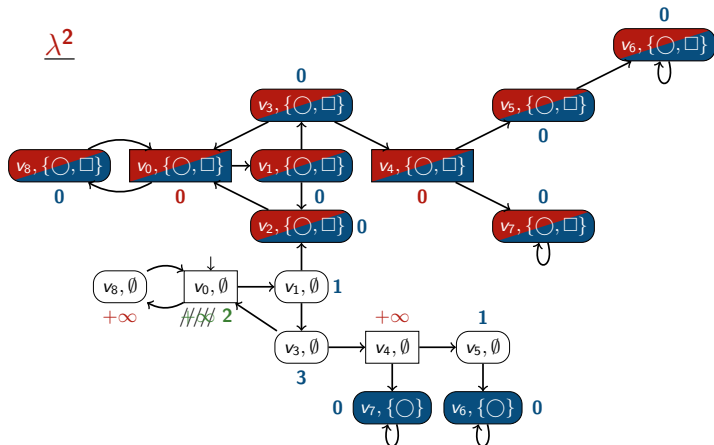 0
λ²
v₆, {○, □}
0
v₃, {○, □}
v₅, {○, □}
0
v₈, {○, □}
v₀, {○, □}
v₁, {○, □}
v₄, {○, □}
0
0
0
0
0
v₂, {○, □}
0
v₇, {○, □}
↓
v₈, ∅
v₀, ∅
v₁, ∅
1
+∞
+∞ 2
+∞
1
v₃, ∅
v₄, ∅
v₅, ∅
3
0
v₇, {○}
v₆, {○}
0